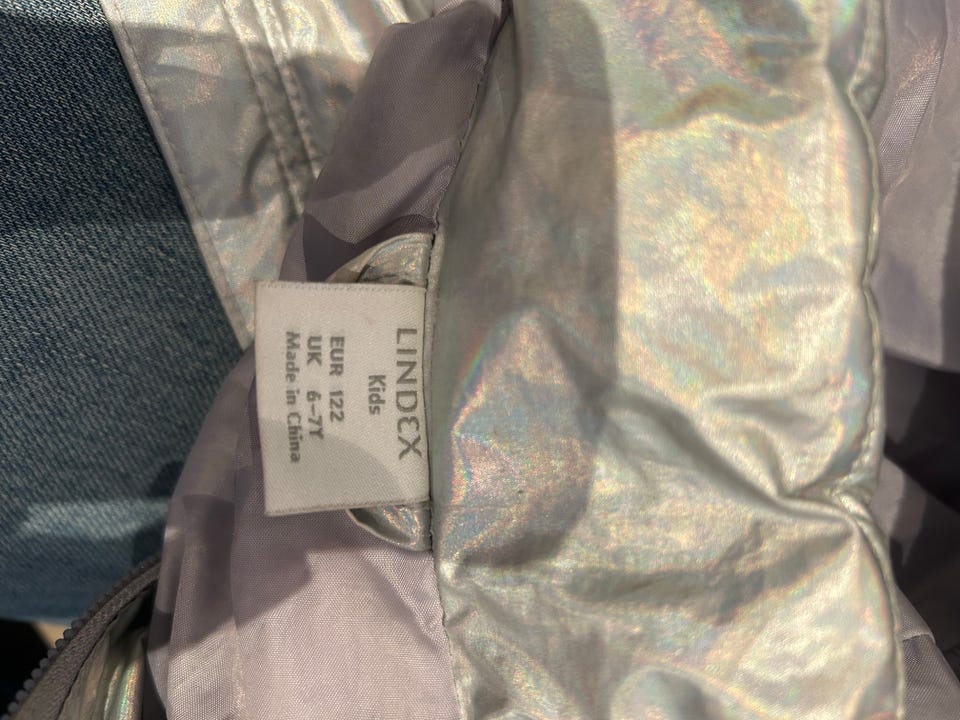 LINDEX
Kids
EUR 122
UK 6–7Y
Made in China